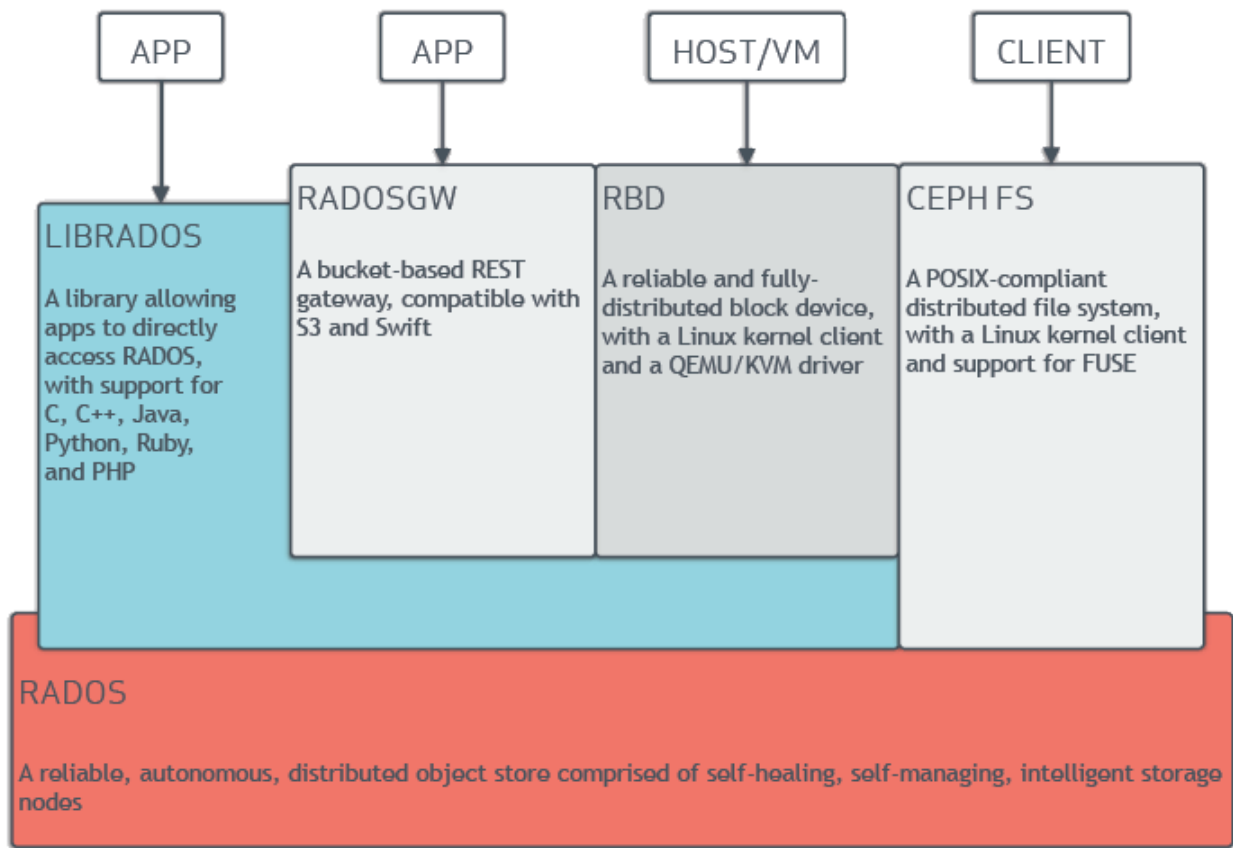 APP
APP
HOST/VM
CLIENT
LIBRADOS
A library allowing
apps to directly
access RADOS,
with support for
C, C++, Java,
Python, Ruby,
and PHP
RADOSGW
A bucket-based REST
gateway, compatible with
S3 and Swift
RBD
A reliable and fully-
distributed block device,
with a Linux kernel client
and a QEMU/KVM driver
CEPH FS
A POSIX-compliant
distributed file system,
with a Linux kernel client
and support for FUSE
RADOS
A reliable, autonomous, distributed object store comprised of self-healing, self-managing, intelligent storage
nodes